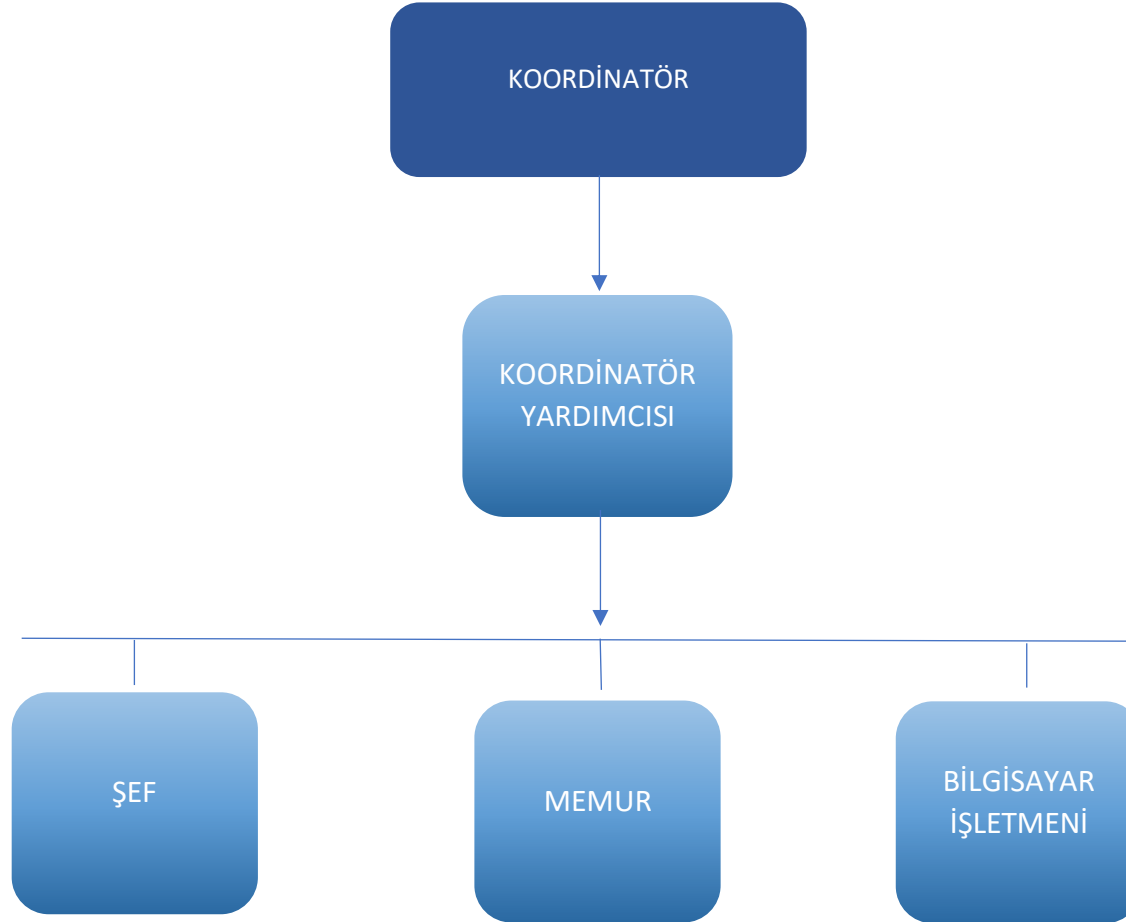 KOORDİNATÖR
KOORDİNATÖR
YARDIMCISI
ŞEF
MEMUR
BİLGİSAYAR
İŞLETMENİ